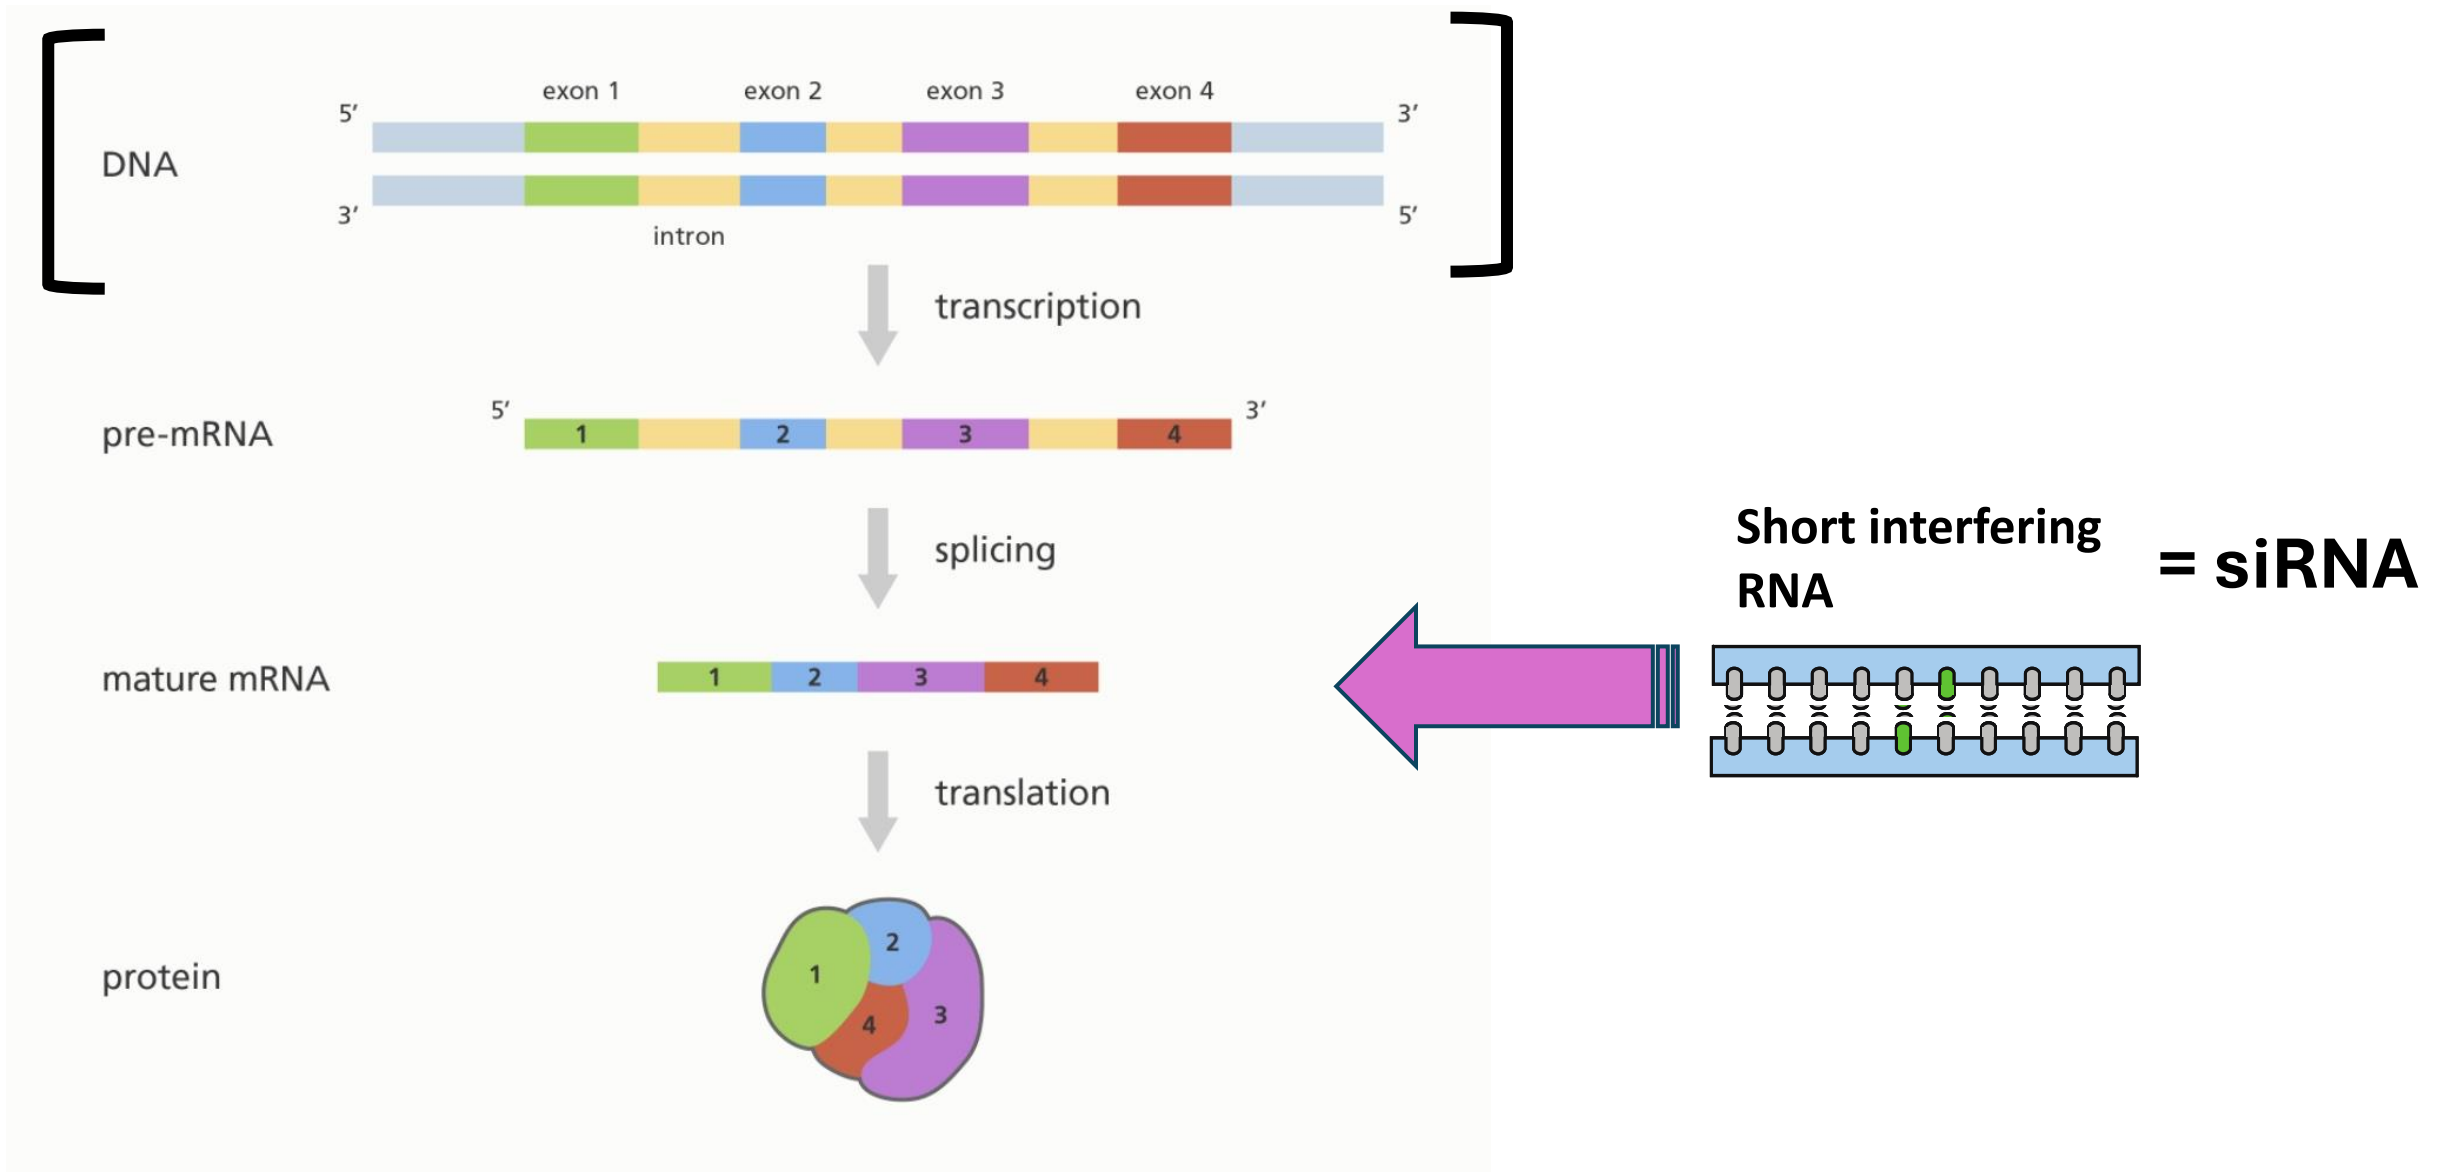 exon 1 exon 2 exon 3 exon 4
5′ 3′
DNA
3′ 5′
intron
transcription
5′ 3′
pre-mRNA 1 2 3 4
splicing
mature mRNA 1 2 3 4
translation
protein
2
1
4 3
Short interfering
RNA
= siRNA